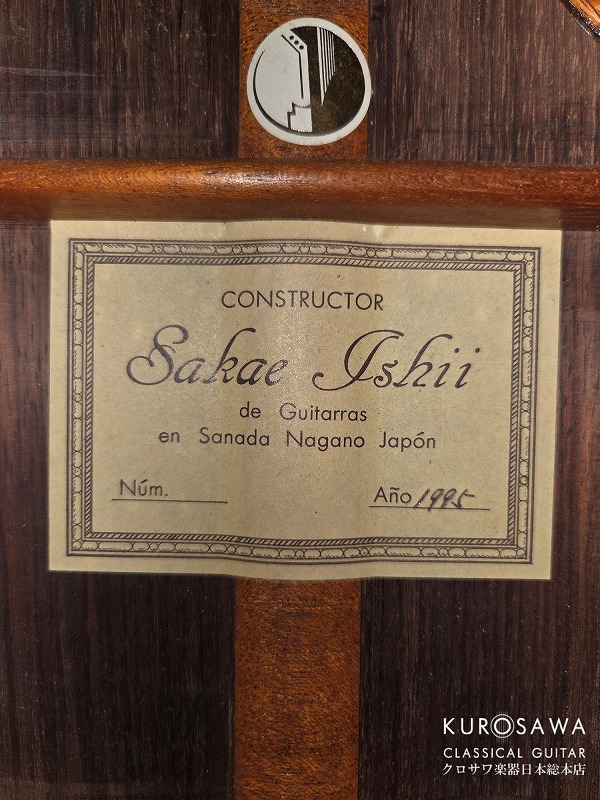 CONSTRUCTOR
Sakae Ishii
de Guitarras
en Sanada Nagano Japón
Núm.
Año 1995
KUROSAWA
CLASSICAL GUITAR
クロサワ楽器日本総本店